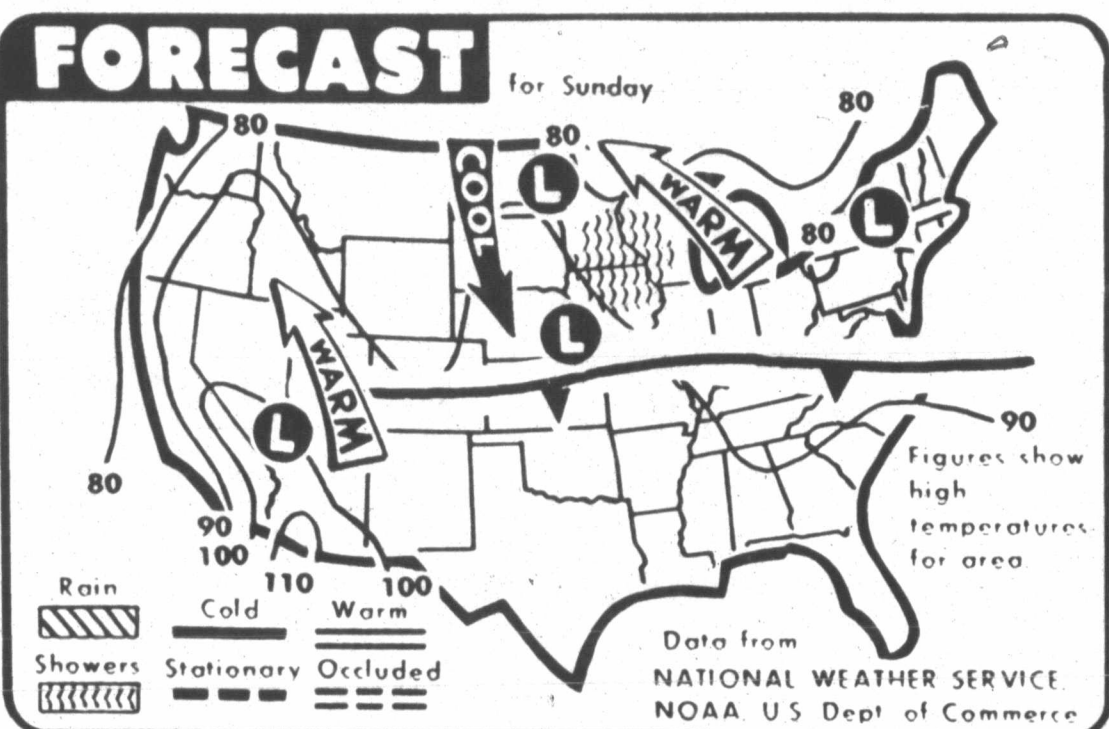 FORECAST
for Sunday
80
80
80
80
COOL
L
WARM
L
L
WARM
L
80
90
100
110
100
90
Figures show
high
temperatures
for area
Rain
Cold
Warm
Showers
Stationary
Occluded
Data from
NATIONAL WEATHER SERVICE.
NOAA. U.S Dept of Commerce